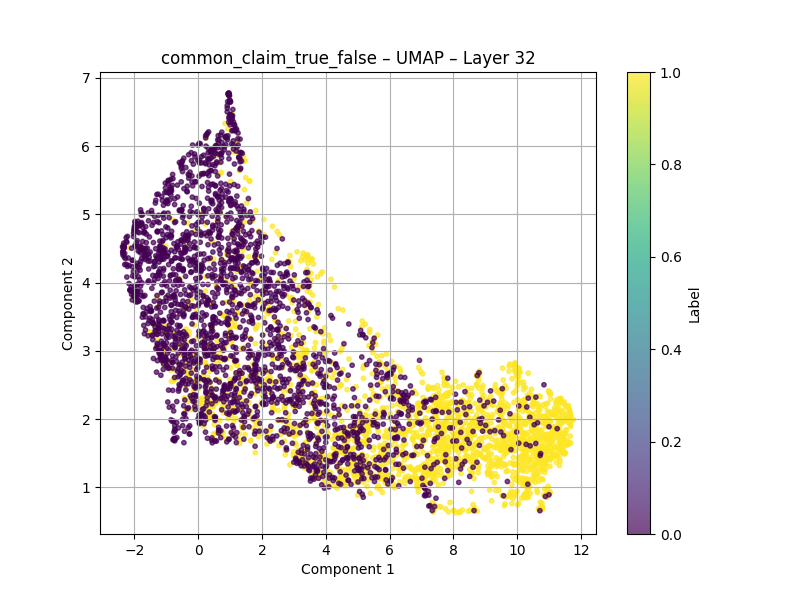 common_claim_true_false – UMAP – Layer 32
7
6
5
4
3
2
1
Component 2
−2 0 2 4 6 8 10 12
Component 1
1.0
0.8
0.6
0.4
0.2
0.0
Label